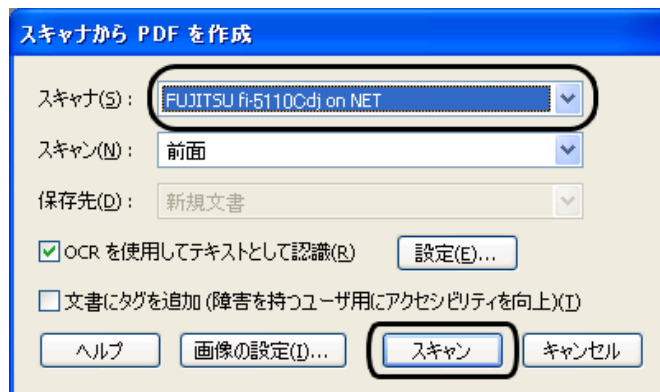 スキャナから PDF を作成
スキャナ(S): FUJITSU fi-5110Cdj on NET
スキャン(N): 前面
保存先(D): 新規文書
OCR を使用してテキストとして認識(R) 設定(E)...
文書にタグを追加 (障害を持つユーザ用にアクセシビリティを向上)(T)
ヘルプ 画像の設定(I)... スキャン キャンセル